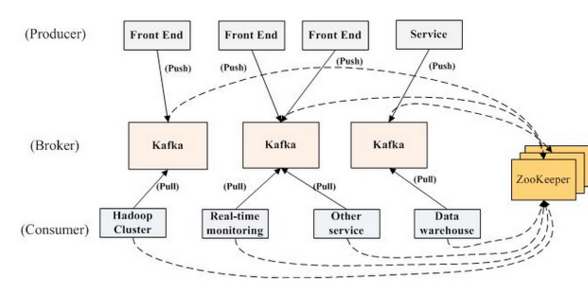 (Producer)
Front End
Front End
Front End
Service
(Push)
(Push)
(Push)
(Push)
(Broker)
Kafka
Kafka
Kafka
ZooKeeper
(Pull)
(Pull)
(Pull)
(Pull)
(Consumer)
Hadoop
Cluster
Real-time
monitoring
Other
service
Data
warehouse